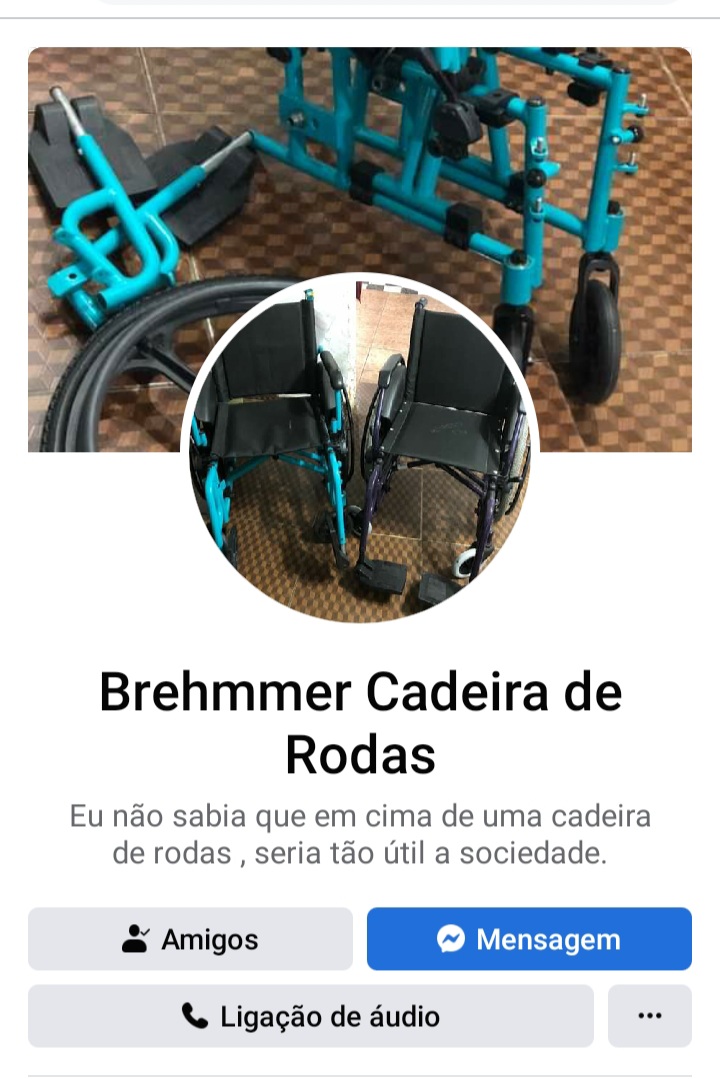 Brehmmer Cadeira de
Rodas
Eu não sabia que em cima de uma cadeira
de rodas , seria tão útil a sociedade.
Amigos
Mensagem
Ligação de áudio